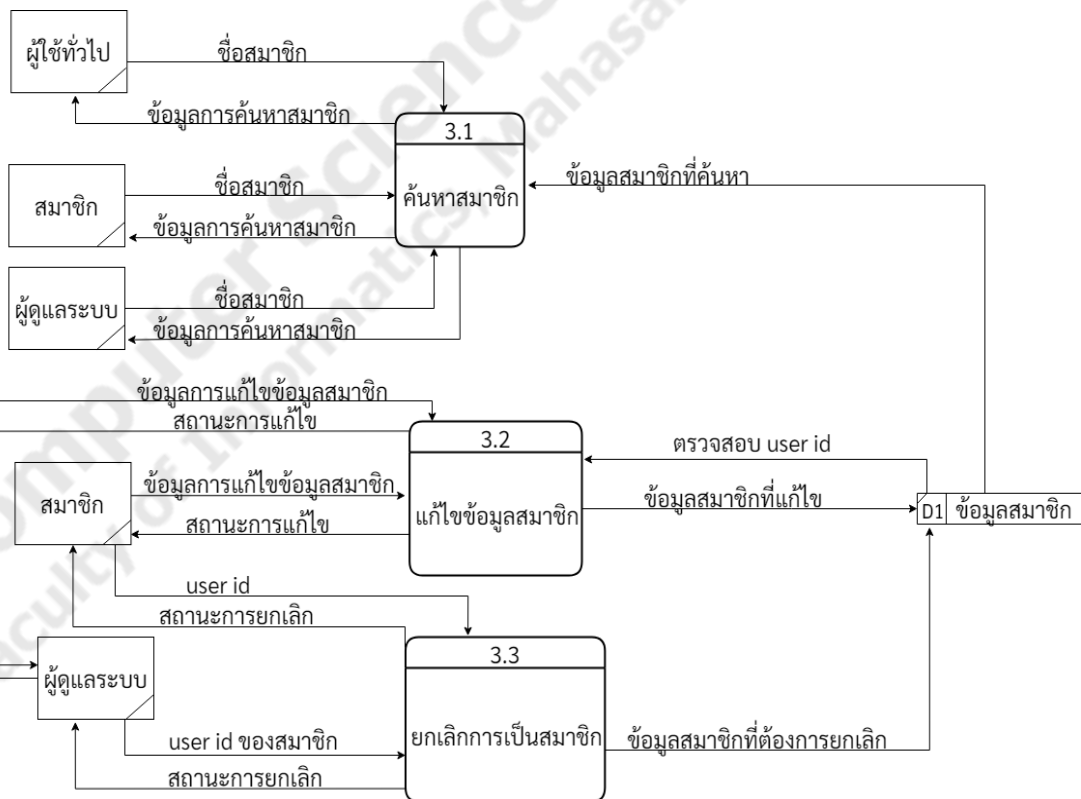 ผู้ใช้ทั่วไป
ชื่อสมาชิก
ข้อมูลการค้นหาสมาชิก
3.1
ค้นหาสมาชิก
สมาชิก
ชื่อสมาชิก
ข้อมูลการค้นหาสมาชิก
ข้อมูลสมาชิกที่ค้นหา
ผู้ดูแลระบบ
ชื่อสมาชิก
ข้อมูลการค้นหาสมาชิก
ข้อมูลการแก้ไขข้อมูลสมาชิก
สถานะการแก้ไข
3.2
แก้ไขข้อมูลสมาชิก
ตรวจสอบ user id
สมาชิก
ข้อมูลการแก้ไขข้อมูลสมาชิก
สถานะการแก้ไข
ข้อมูลสมาชิกที่แก้ไข
D1 ข้อมูลสมาชิก
user id
สถานะการยกเลิก
3.3
ยกเลิกการเป็นสมาชิก
ผู้ดูแลระบบ
user id ของสมาชิก
สถานะการยกเลิก
ข้อมูลสมาชิกที่ต้องการยกเลิก
omputer Science
aculty of Informatics, Mahasa